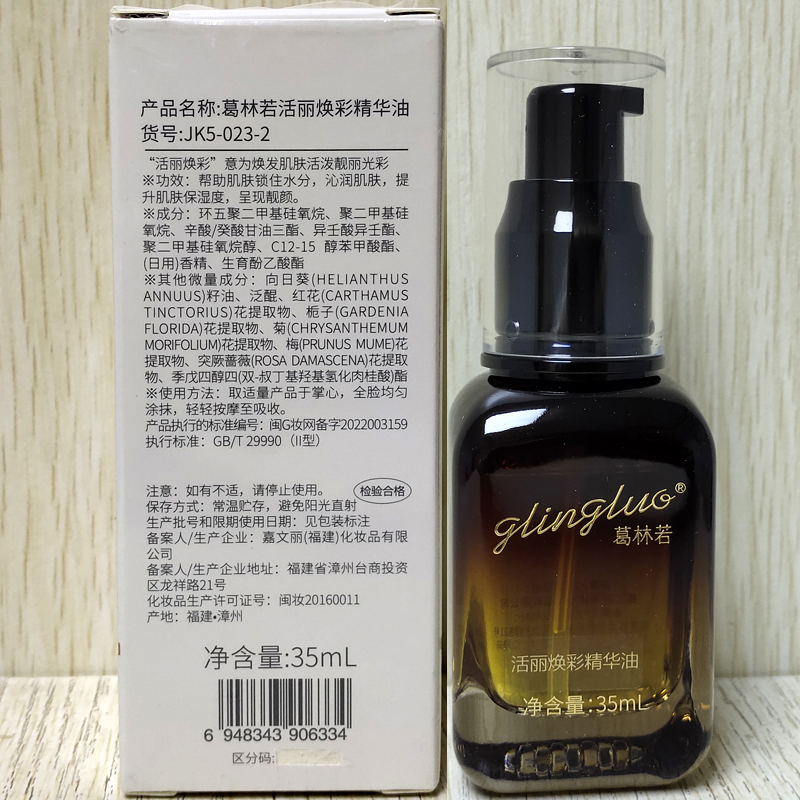 产品名称:葛林若活丽焕彩精华油
货号:JK5-023-2
“活丽焕彩”意为焕发肌肤活泼靓丽光彩
※功效：帮助肌肤锁住水分，沁润肌肤，提
升肌肤保湿度，呈现靓颜。
※成分：环五聚二甲基硅氧烷、聚二甲基硅
氧烷、辛酸/癸酸甘油三酯、异壬酸异壬酯、
聚二甲基硅氧烷醇、C12-15 醇苯甲酸酯、
(日用)香精、生育酚乙酸酯
※其他微量成分：向日葵(HELIANTHUS
ANNUUS)籽油、泛醌、红花(CARTHAMUS
TINCTORIUS)花提取物、栀子(GARDENIA
FLORIDA)花提取物、菊(CHRYSANTHEMUM
MORIFOLIUM)花提取物、梅(PRUNUS MUME)花
提取物、突厥蔷薇(ROSA DAMASCENA)花提取
物、季戊四醇四(双-叔丁基羟基氢化肉桂酸)酯
※使用方法：取适量产品于掌心，全脸均匀
涂抹，轻轻按摩至吸收。
产品执行的标准编号：闽G妆网备字2022003159
执行标准：GB/T 29990（II型）
注意：如有不适，请停止使用。
检验合格
保存方式：常温贮存，避免阳光直射
生产批号和限期使用日期：见包装标注
备案人/生产企业：嘉文丽(福建)化妆品有限
公司
备案人/生产企业地址：福建省漳州台商投资
区龙祥路21号
化妆品生产许可证号：闽妆20160011
产地：福建•漳州
净含量:35mL
6 948343 906334
区分码:
glingluo®
葛林若
活丽焕彩精华油
净含量:35mL